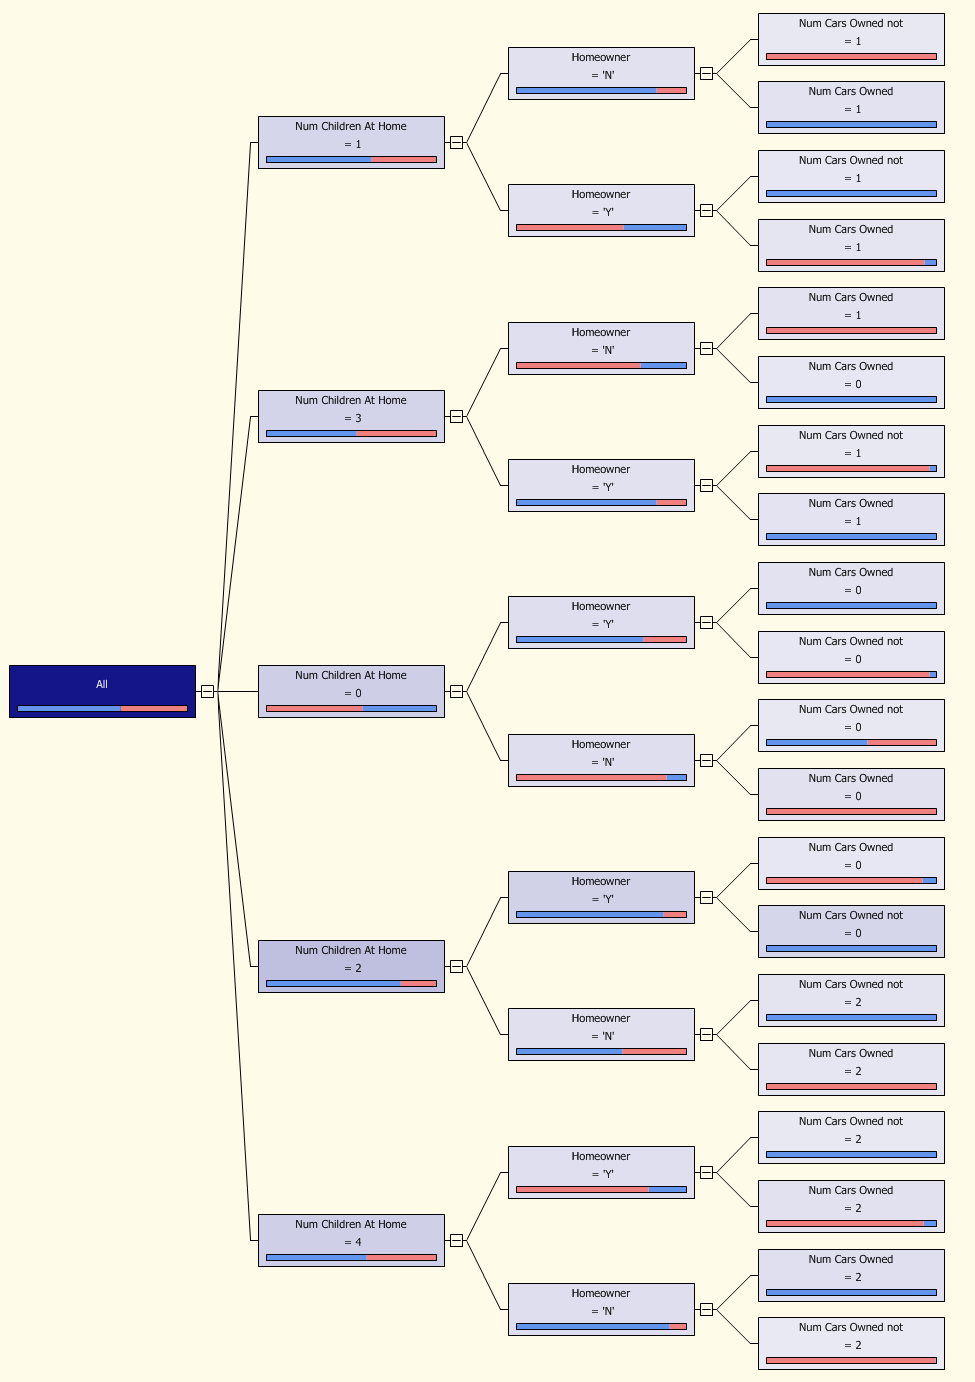 All
Num Children At Home
= 1
Homeowner
= 'N'
Num Cars Owned not
= 1
Num Cars Owned
= 1
Homeowner
= 'Y'
Num Cars Owned not
= 1
Num Cars Owned
= 1
Num Children At Home
= 3
Homeowner
= 'N'
Num Cars Owned
= 1
Num Cars Owned
= 0
Homeowner
= 'Y'
Num Cars Owned not
= 1
Num Cars Owned
= 1
Num Children At Home
= 0
Homeowner
= 'Y'
Num Cars Owned
= 0
Num Cars Owned not
= 0
Homeowner
= 'N'
Num Cars Owned not
= 0
Num Cars Owned
= 0
Num Children At Home
= 2
Homeowner
= 'Y'
Num Cars Owned
= 0
Num Cars Owned not
= 0
Homeowner
= 'N'
Num Cars Owned not
= 2
Num Cars Owned
= 2
Num Children At Home
= 4
Homeowner
= 'Y'
Num Cars Owned not
= 2
Num Cars Owned
= 2
Homeowner
= 'N'
Num Cars Owned
= 2
Num Cars Owned not
= 2